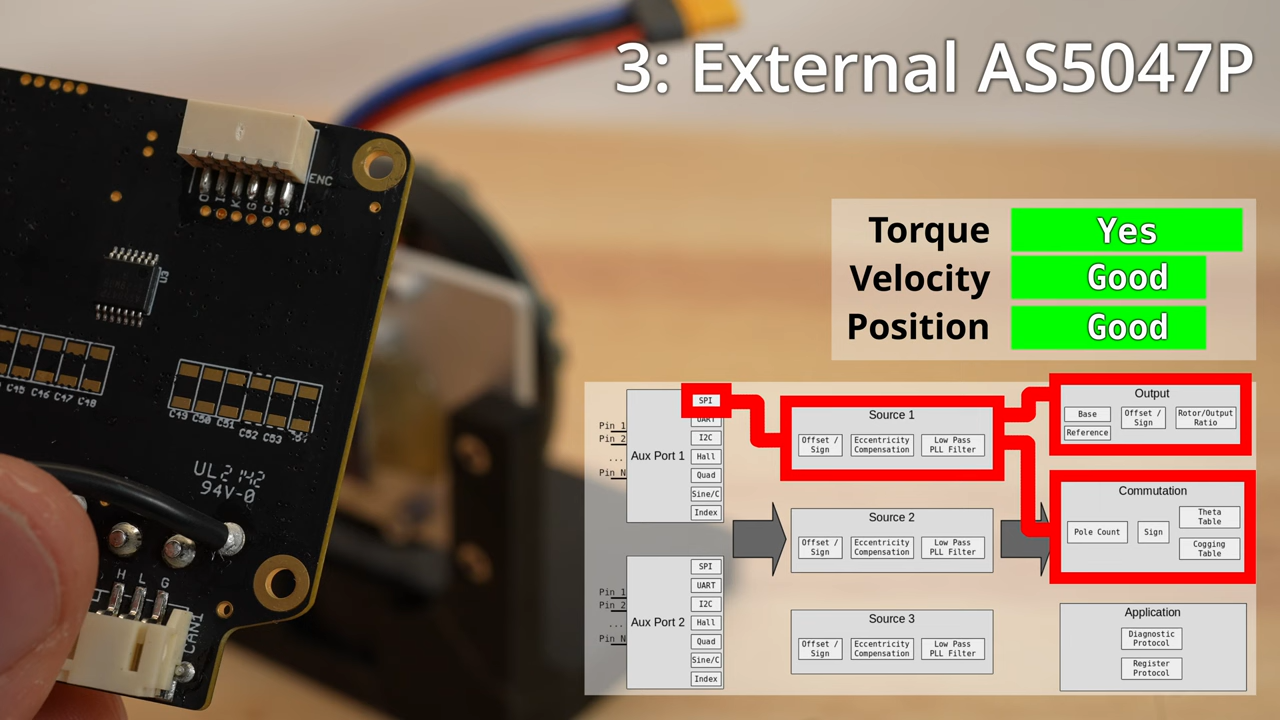 3: External AS5047P
ENC
O I K G C 3
U3
C45 C46 C47 C48
C49 C50 C51 C52 C53
UL2142
94V-0
H L G
CAN1
Torque Yes
Velocity Good
Position Good
Aux Port 1
Pin 1
Pin 2
...
Pin N
SPI
UART
I2C
Hall
Quad
Sine/C
Index
Aux Port 2
Pin 1
Pin 2
...
Pin N
SPI
UART
I2C
Hall
Quad
Sine/C
Index
Source 1
Offset / Sign
Eccentricity Compensation
Low Pass PLL Filter
Source 2
Offset / Sign
Eccentricity Compensation
Low Pass PLL Filter
Source 3
Offset / Sign
Eccentricity Compensation
Low Pass PLL Filter
Output
Base
Reference
Offset / Sign
Rotor/Output Ratio
Commutation
Pole Count
Sign
Theta Table
Cogging Table
Application
Diagnostic Protocol
Register Protocol